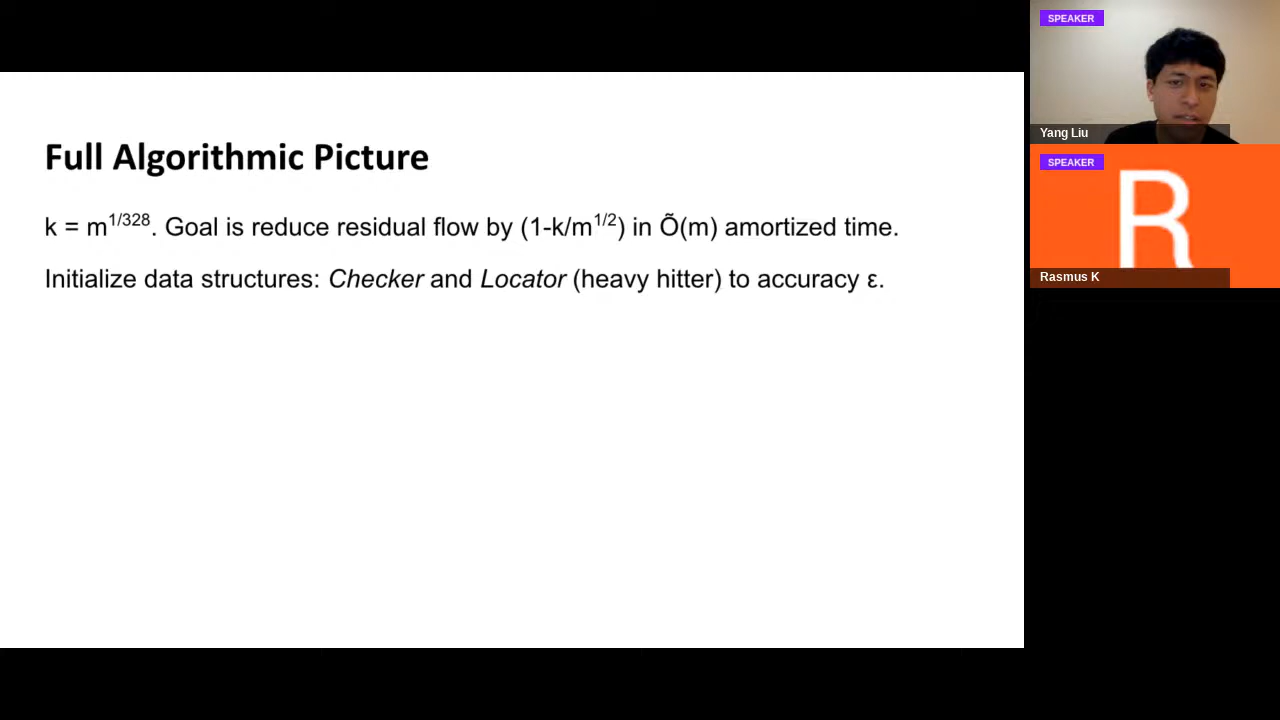 Full Algorithmic Picture
k = m^1/328. Goal is reduce residual flow by (1-k/m^1/2) in Õ(m) amortized time.
Initialize data structures: Checker and Locator (heavy hitter) to accuracy ε.
SPEAKER
Yang Liu
SPEAKER
R
Rasmus K